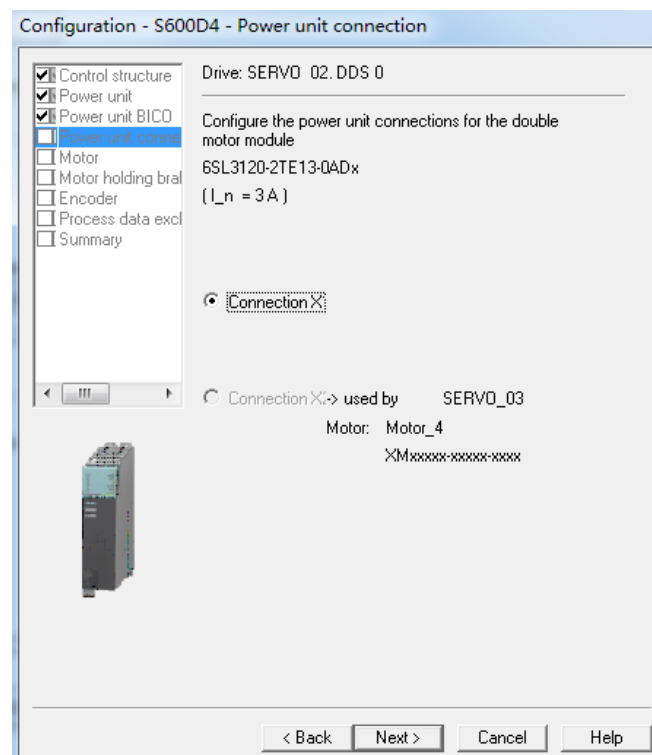 Configuration - S600D4 - Power unit connection
Control structure
Power unit
Power unit BICO
Power unit conne
Motor
Motor holding bral
Encoder
Process data excl
Summary
Drive: SERVO 02. DDS 0
Configure the power unit connections for the double
motor module
6SL3120-2TE13-0ADx
( I_n = 3 A )
Connection X
Connection X -> used by SERVO_03
Motor: Motor_4
XMxxxxx-xxxxx-xxxx
< Back
Next >
Cancel
Help